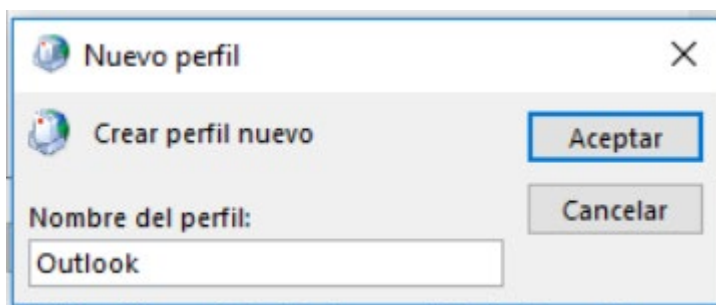 Nuevo perfil
Crear perfil nuevo
Aceptar
Cancelar
Nombre del perfil:
Outlook